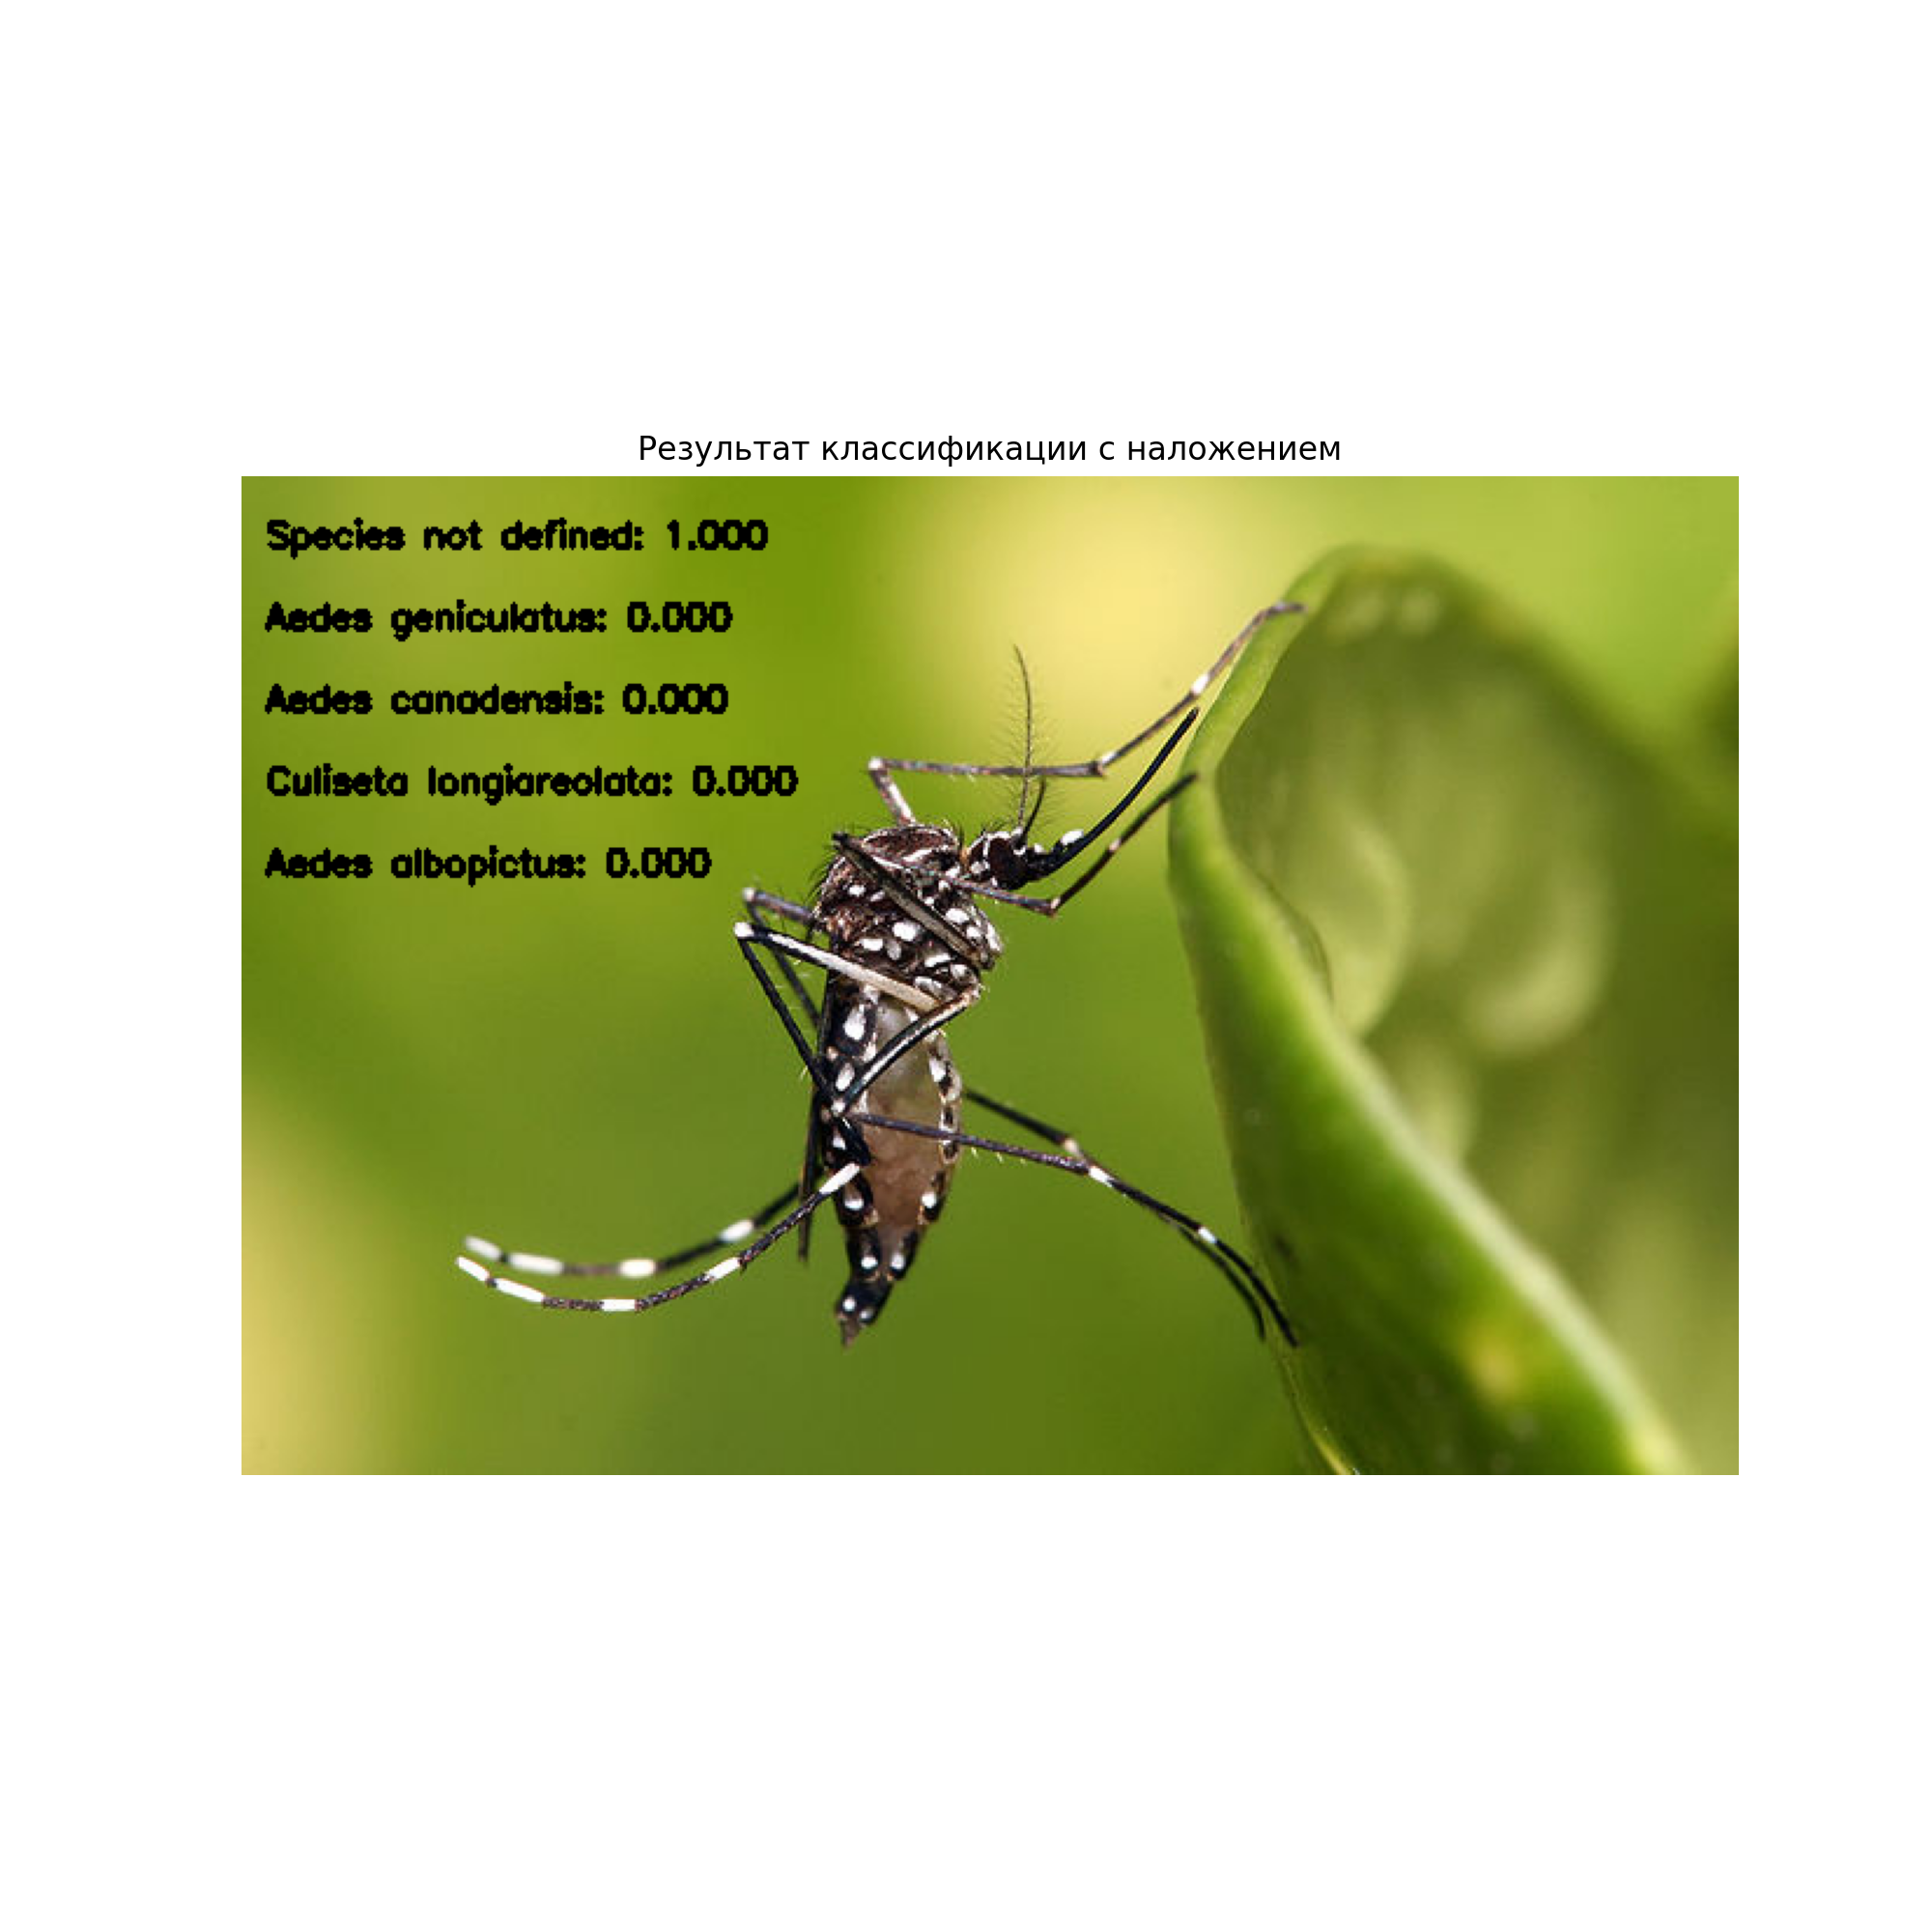 Результат классификации с наложением
Species not defined: 1.000
Aedes geniculatus: 0.000
Aedes canadensis: 0.000
Culiseta longiareolata: 0.000
Aedes albopictus: 0.000